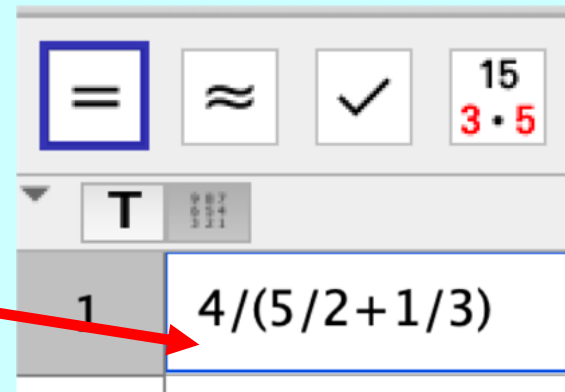 = ≈ ✓ 15
3 · 5
T
1 4/(5/2+1/3)